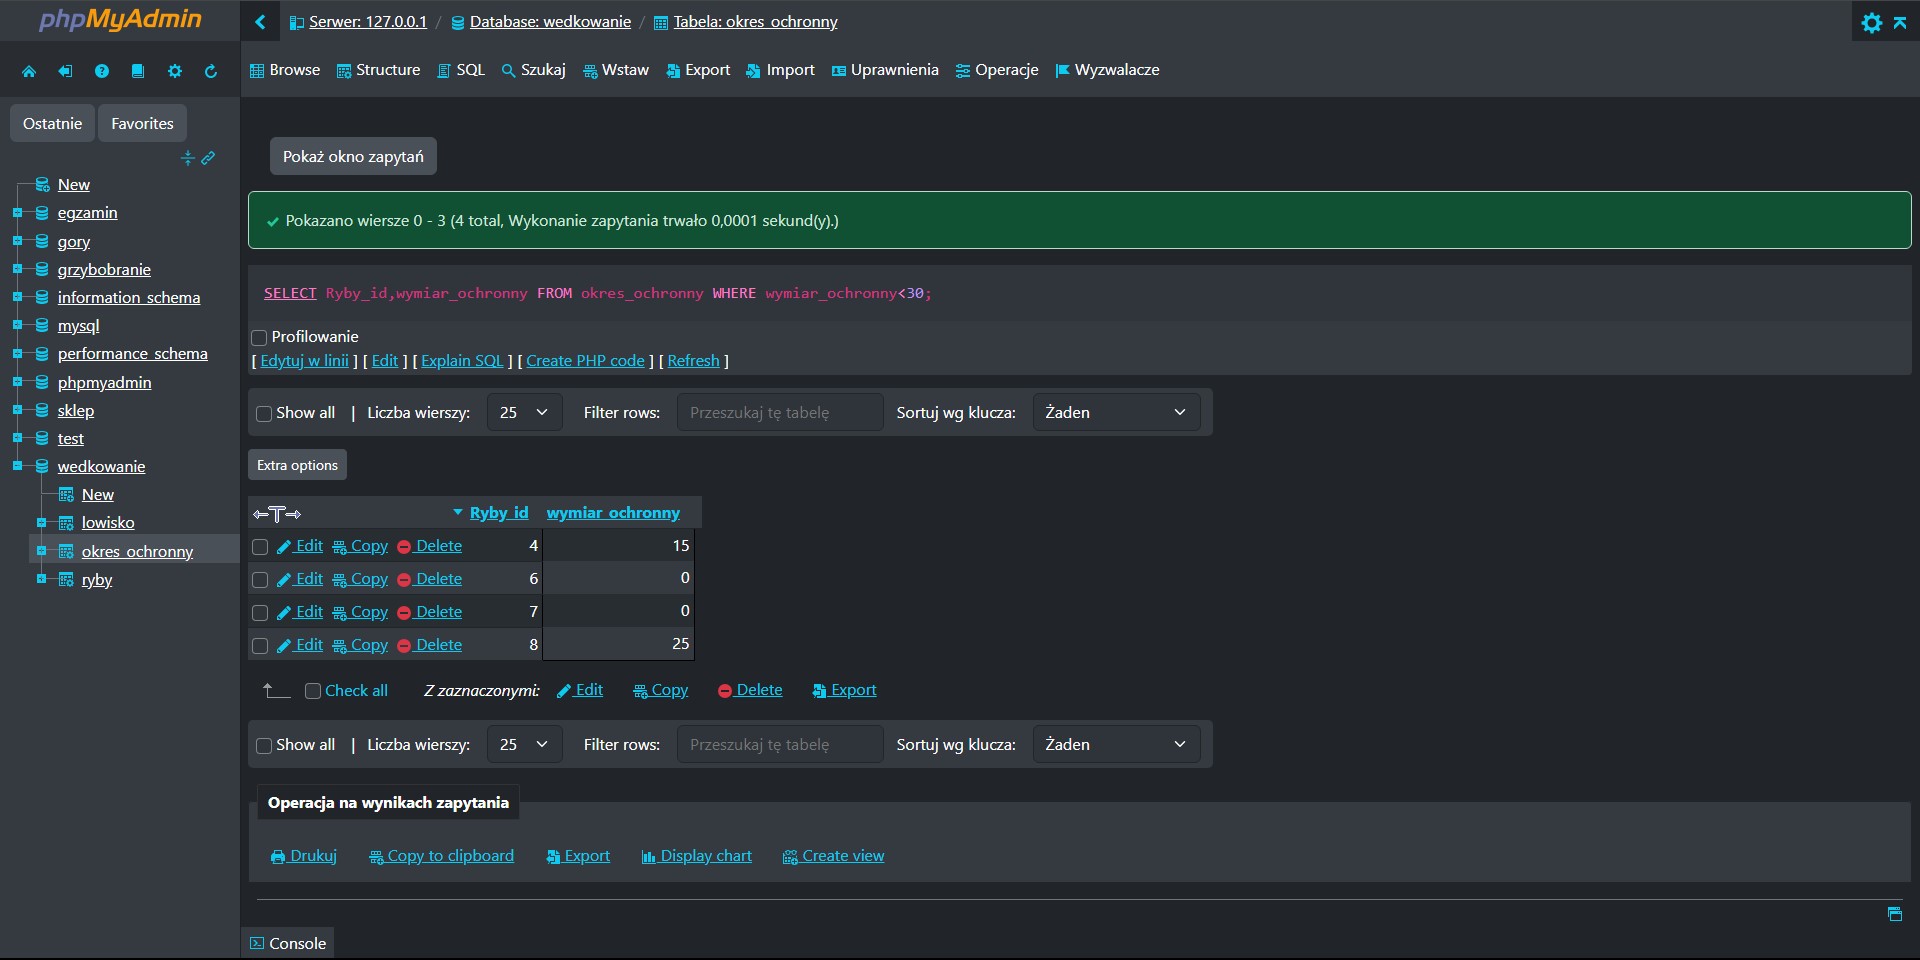 phpMyAdmin
Serwer: 127.0.0.1 / Database: wedkowanie / Tabela: okres_ochronny
Browse Structure SQL Szukaj Wstaw Export Import Uprawnienia Operacje Wyzwalacze
Ostatnie Favorites
New
egzamin
gory
grzybobranie
information_schema
mysql
performance_schema
phpmyadmin
sklep
test
wedkowanie
New
lowisko
okres_ochronny
ryby
Pokaż okno zapytań
Pokazano wiersze 0 - 3 (4 total, Wykonanie zapytania trwało 0,0001 sekund(y).)
SELECT Ryby_id,wymiar_ochronny FROM okres_ochronny WHERE wymiar_ochronny<30;
Profilowanie
[ Edytuj w linii ] [ Edit ] [ Explain SQL ] [ Create PHP code ] [ Refresh ]
Show all | Liczba wierszy: 25 Filter rows: Przeszukaj tę tabelę Sortuj wg klucza: Żaden
Extra options
←T→ Ryby_id wymiar_ochronny
Edit Copy Delete 4 15
Edit Copy Delete 6 0
Edit Copy Delete 7 0
Edit Copy Delete 8 25
Check all Z zaznaczonymi: Edit Copy Delete Export
Show all | Liczba wierszy: 25 Filter rows: Przeszukaj tę tabelę Sortuj wg klucza: Żaden
Operacja na wynikach zapytania
Drukuj Copy to clipboard Export Display chart Create view
Console